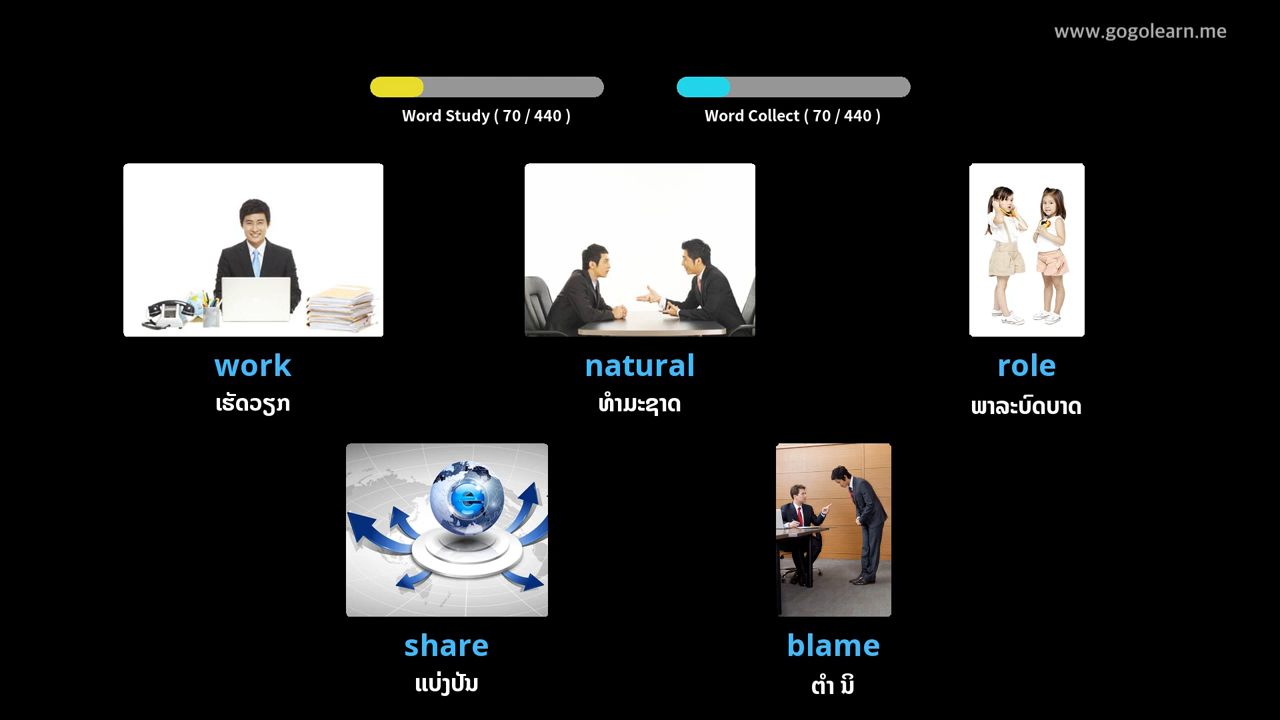 www.gogolearn.me
Word Study ( 70 / 440 )
Word Collect ( 70 / 440 )
work
ເຮັດວຽກ
natural
ທຳມະຊາດ
role
ພາລະບົດບາດ
e
share
ແບ່ງປັນ
blame
ຕຳ ນິ